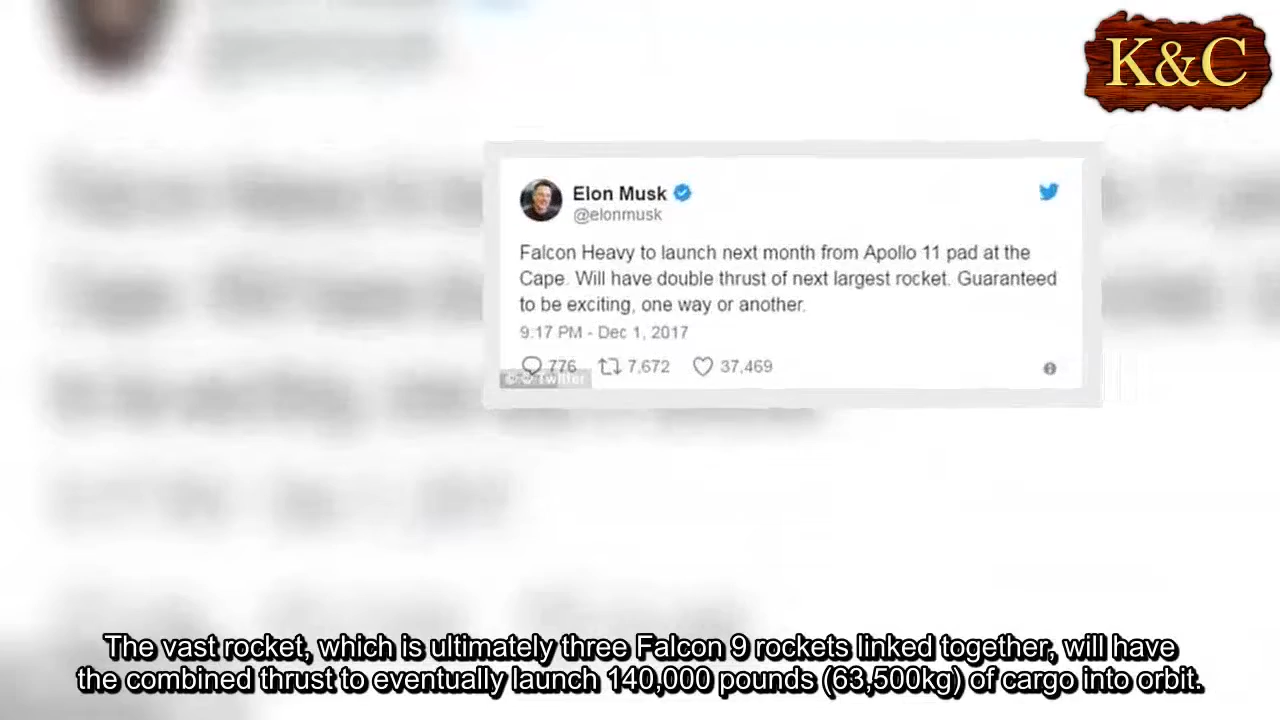 K&C
Elon Musk
@elonmusk
Falcon Heavy to launch next month from Apollo 11 pad at the
Cape. Will have double thrust of next largest rocket. Guaranteed
to be exciting, one way or another.
9:17 PM - Dec 1, 2017
776 7,672 37,469
© Twitter
The vast rocket, which is ultimately three Falcon 9 rockets linked together, will have
the combined thrust to eventually launch 140,000 pounds (63,500kg) of cargo into orbit.